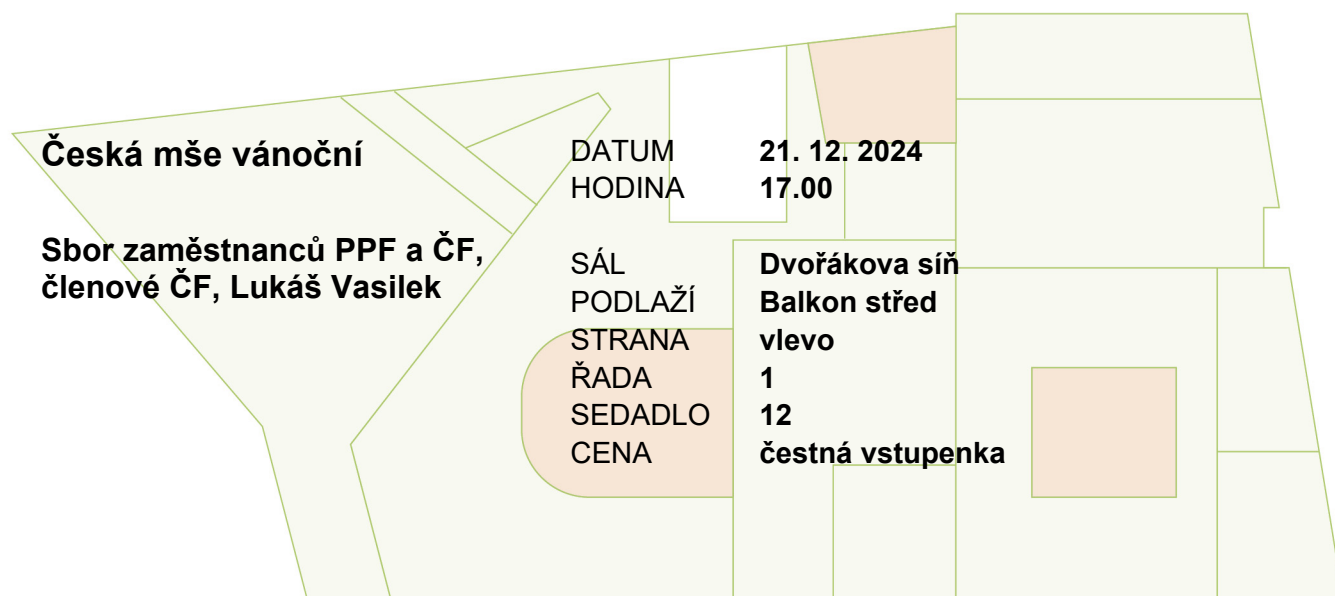 Česká mše vánoční
Sbor zaměstnanců PPF a ČF,
členové ČF, Lukáš Vasilek
DATUM 21. 12. 2024
HODINA 17.00
SÁL Dvořákova síň
PODLAŽÍ Balkon střed
STRANA vlevo
ŘADA 1
SEDADLO 12
CENA čestná vstupenka